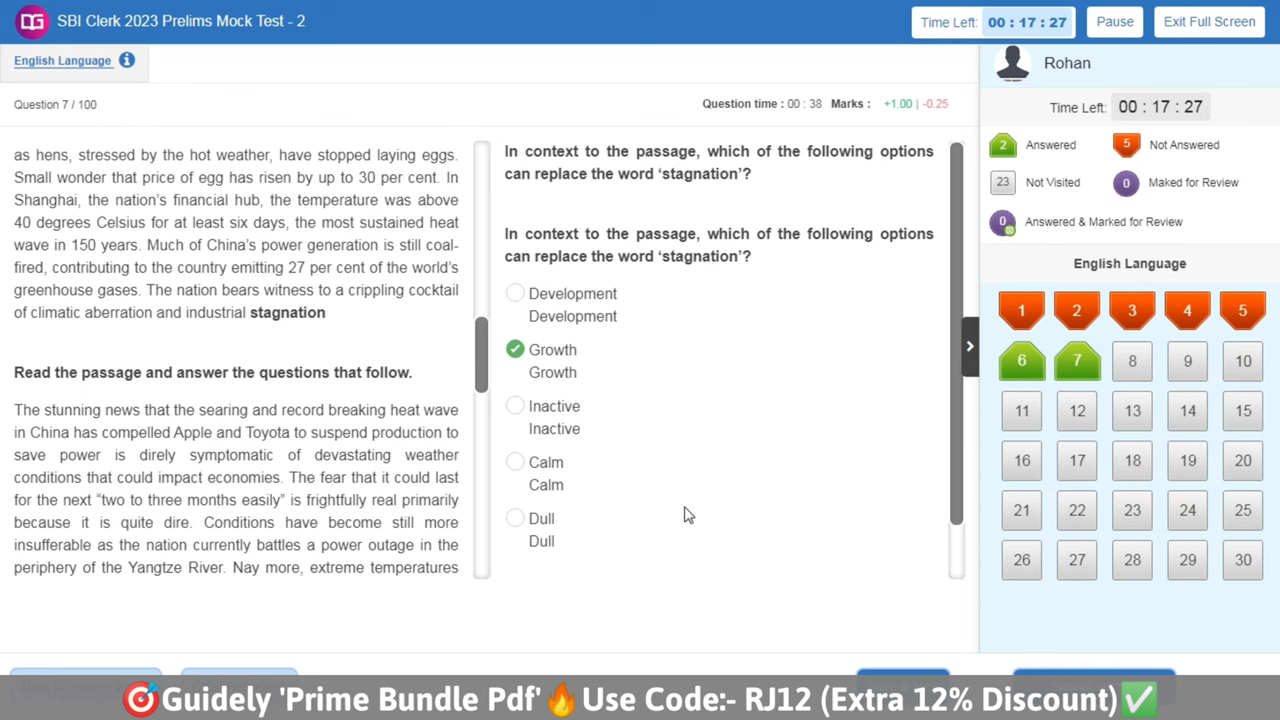 DG
SBI Clerk 2023 Prelims Mock Test - 2
Time Left: 00 : 17 : 27
Pause
Exit Full Screen
English Language
Rohan
Question 7 / 100
Question time : 00 : 38 Marks : +1.00 | -0.25
Time Left: 00 : 17 : 27
as hens, stressed by the hot weather, have stopped laying eggs.
Small wonder that price of egg has risen by up to 30 per cent. In
Shanghai, the nation's financial hub, the temperature was above
40 degrees Celsius for at least six days, the most sustained heat
wave in 150 years. Much of China's power generation is still coal-
fired, contributing to the country emitting 27 per cent of the world's
greenhouse gases. The nation bears witness to a crippling cocktail
of climatic aberration and industrial stagnation
Read the passage and answer the questions that follow.
The stunning news that the searing and record breaking heat wave
in China has compelled Apple and Toyota to suspend production to
save power is direly symptomatic of devastating weather
conditions that could impact economies. The fear that it could last
for the next "two to three months easily" is frightfully real primarily
because it is quite dire. Conditions have become still more
insufferable as the nation currently battles a power outage in the
periphery of the Yangtze River. Nay more, extreme temperatures
In context to the passage, which of the following options
can replace the word 'stagnation'?
In context to the passage, which of the following options
can replace the word 'stagnation'?
Development
Development
Growth
Growth
Inactive
Inactive
Calm
Calm
Dull
Dull
2 Answered
5 Not Answered
23 Not Visited
0 Maked for Review
0 Answered & Marked for Review
English Language
1 2 3 4 5
6 7 8 9 10
11 12 13 14 15
16 17 18 19 20
21 22 23 24 25
26 27 28 29 30
🎯Guidely 'Prime Bundle Pdf'🔥Use Code:- RJ12 (Extra 12% Discount)✅